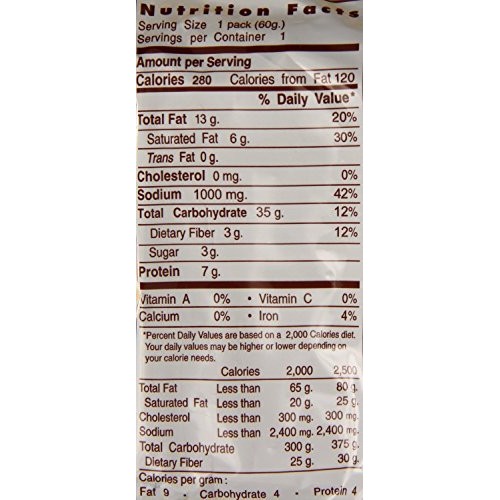 Nutrition Facts
Serving Size 1 pack (60g.)
Servings per Container 1
Amount per Serving
Calories 280 Calories from Fat 120
% Daily Value*
Total Fat 13 g. 20%
Saturated Fat 6 g. 30%
Trans Fat 0 g.
Cholesterol 0 mg. 0%
Sodium 1000 mg. 42%
Total Carbohydrate 35 g. 12%
Dietary Fiber 3 g. 12%
Sugar 3 g.
Protein 7 g.
Vitamin A 0% • Vitamin C 0%
Calcium 0% • Iron 4%
*Percent Daily Values are based on a 2,000 Calories diet.
Your daily values may be higher or lower depending on
your calorie needs.
Calories 2,000 2,500
Total Fat Less than 65 g. 80 g.
Saturated Fat Less than 20 g. 25 g.
Cholesterol Less than 300 mg. 300 mg.
Sodium Less than 2,400 mg. 2,400 mg.
Total Carbohydrate 300 g. 375 g.
Dietary Fiber 25 g. 30 g.
Calories per gram :
Fat 9 • Carbohydrate 4 • Protein 4